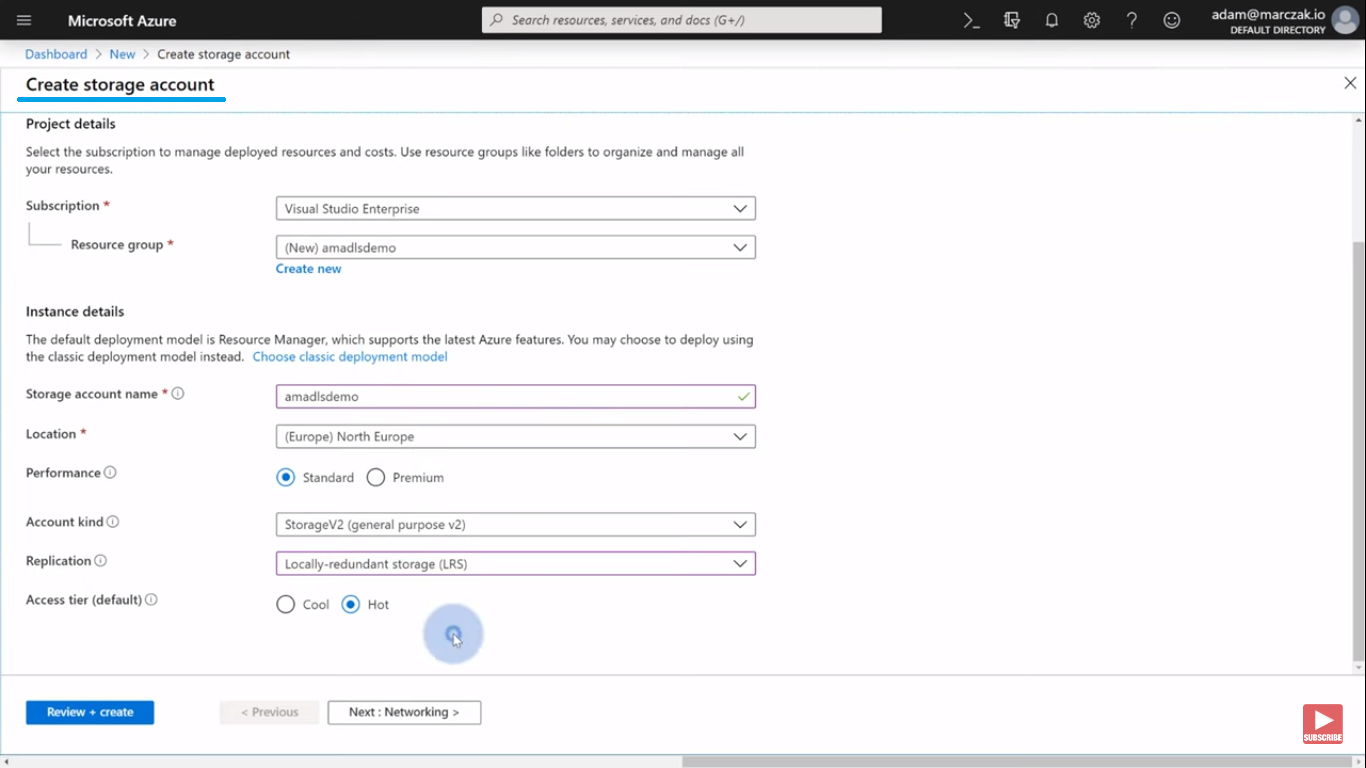 Microsoft Azure
Search resources, services, and docs (G+/)
adam@marczak.io
DEFAULT DIRECTORY
Dashboard > New > Create storage account
Create storage account
Project details
Select the subscription to manage deployed resources and costs. Use resource groups like folders to organize and manage all
your resources.
Subscription *
Visual Studio Enterprise
Resource group *
(New) amadlsdemo
Create new
Instance details
The default deployment model is Resource Manager, which supports the latest Azure features. You may choose to deploy using
the classic deployment model instead. Choose classic deployment model
Storage account name *
amadlsdemo
Location *
(Europe) North Europe
Performance
Standard Premium
Account kind
StorageV2 (general purpose v2)
Replication
Locally-redundant storage (LRS)
Access tier (default)
Cool Hot
Review + create
< Previous
Next : Networking >
SUBSCRIBE